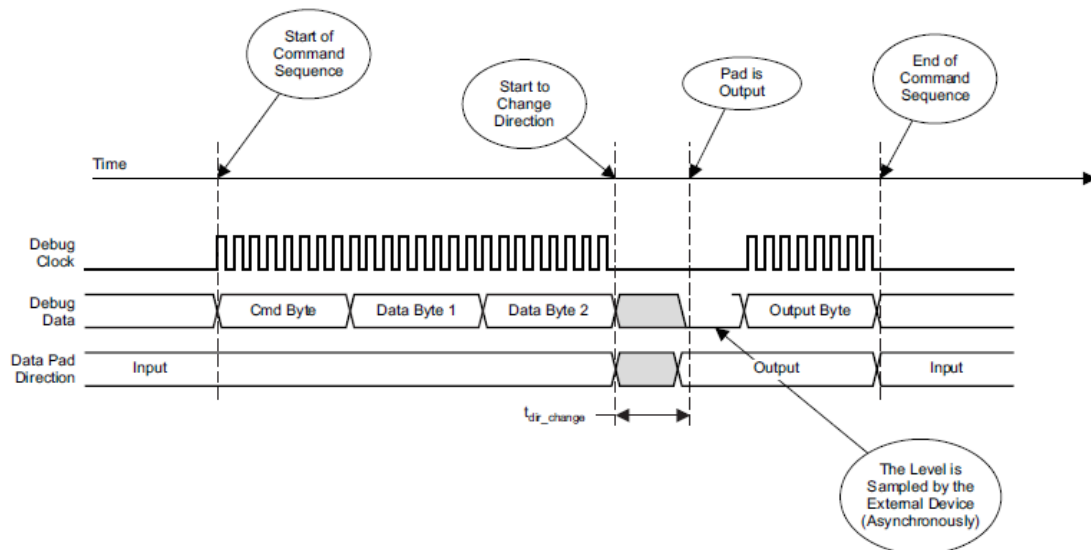 Start of
Command
Sequence
Start to
Change
Direction
Pad is
Output
End of
Command
Sequence
Time
Debug
Clock
Debug
Data
Cmd Byte
Data Byte 1
Data Byte 2
Output Byte
Data Pad
Direction
Input
Output
Input
tdir_change
The Level is
Sampled by the
External Device
(Asynchronously)